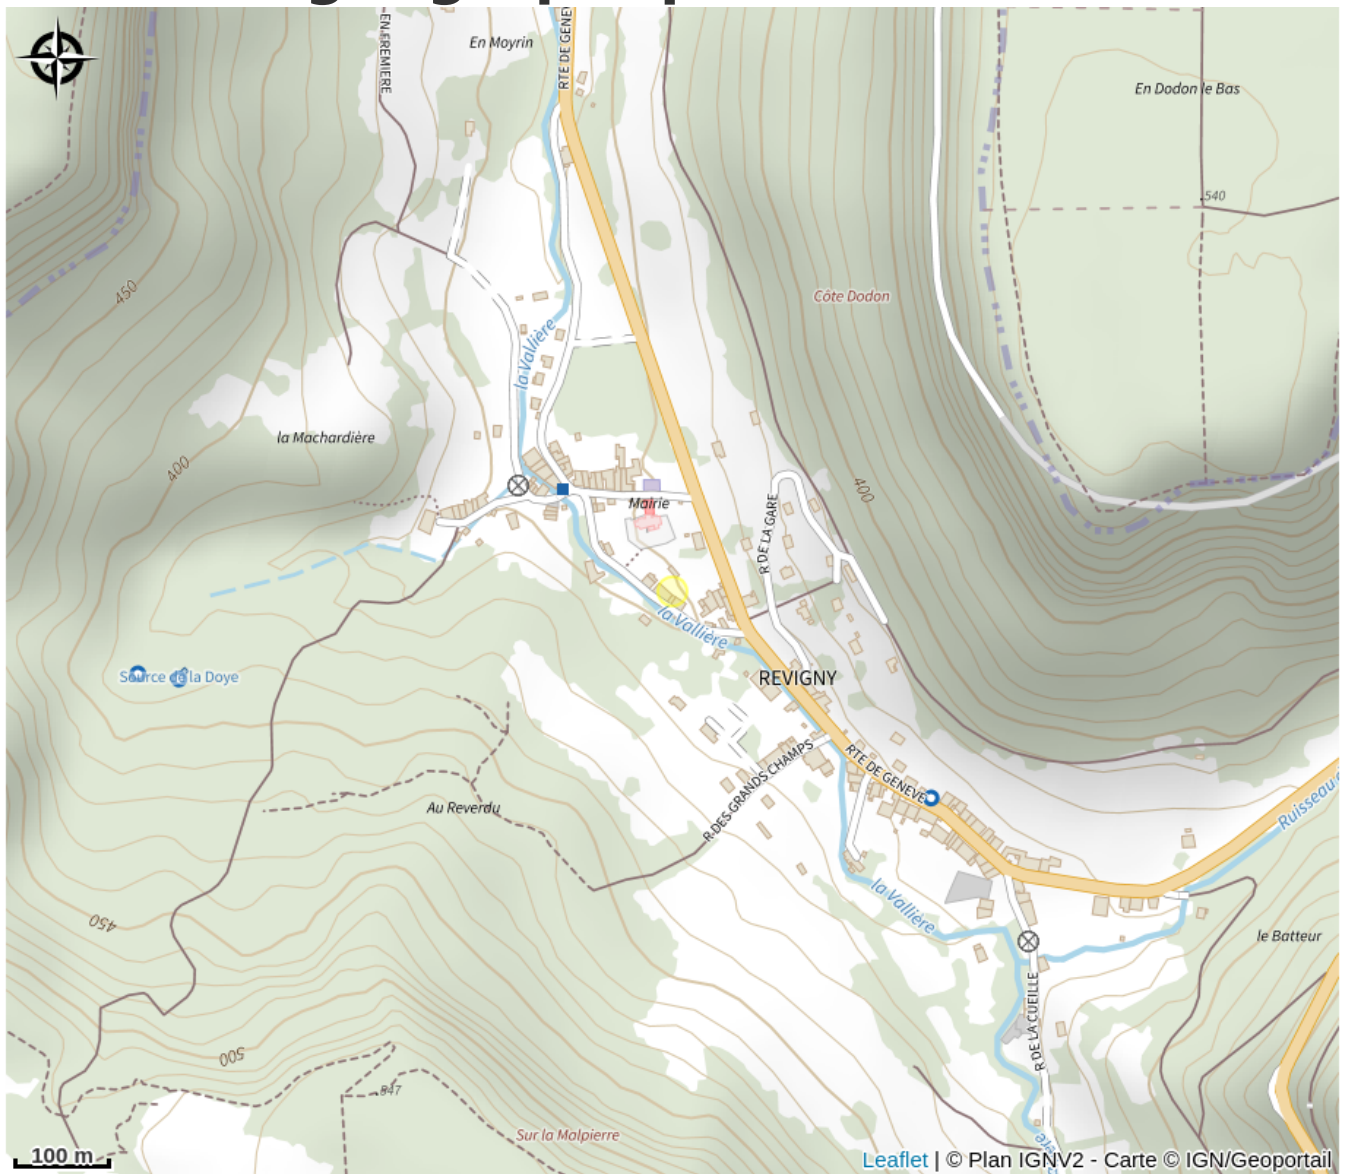 En Moyrin
EN FREMIERE
RTE DE GENEV
En Dodon le Bas
540
450
Côte Dodon
la Vallière
la Machardière
400
400
Mairie
R DE LA GARE
la Vallière
Source de la Doye
REVIGNY
RTE DE GENEVE
R DES GRANDS CHAMPS
Au Reverdu
Ruisseau
la Vallière
450
le Batteur
R DE LA CUEILLE
500
547
Sur la Malpierre
100 m
Leaflet | © Plan IGNV2 - Carte © IGN/Geoportail